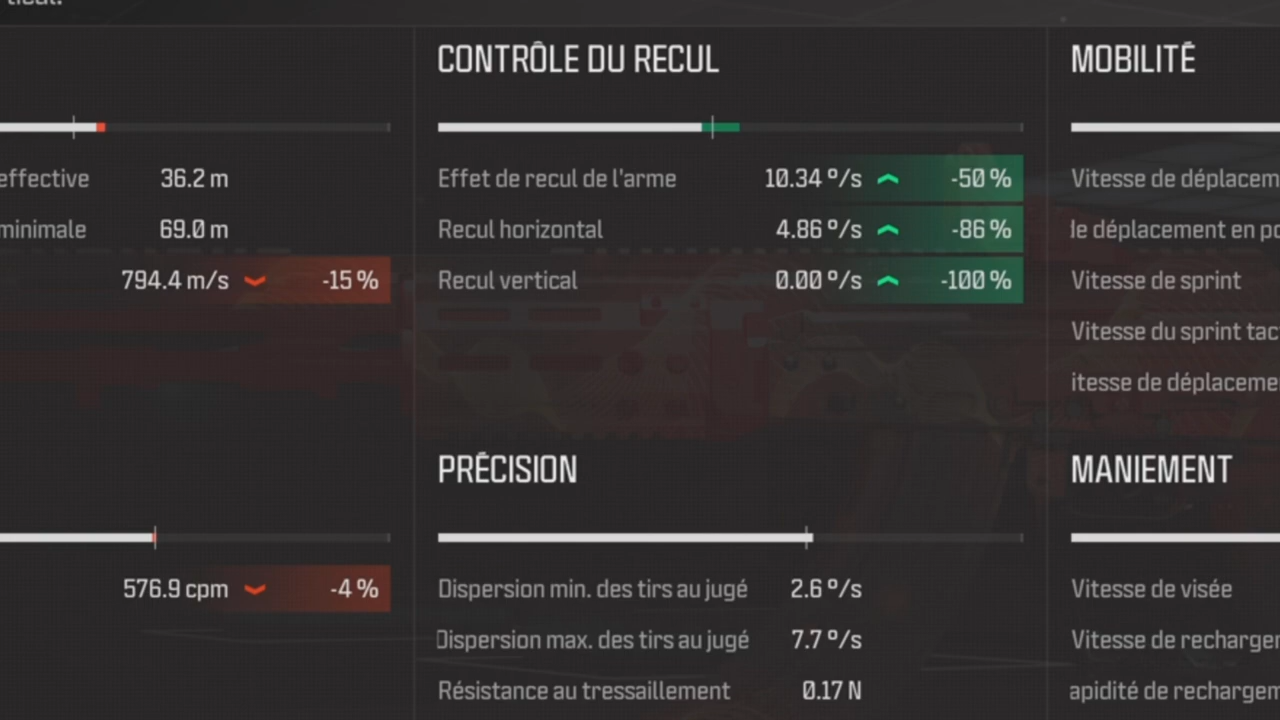 CONTRÔLE DU RECUL
MOBILITÉ
effective 36.2 m
minimale 69.0 m
794.4 m/s -15 %
576.9 cpm -4 %
Effet de recul de l'arme 10.34 °/s -50 %
Recul horizontal 4.86 °/s -86 %
Recul vertical 0.00 °/s -100 %
PRÉCISION
Dispersion min. des tirs au jugé 2.6 °/s
Dispersion max. des tirs au jugé 7.7 °/s
Résistance au tressaillement 0.17 N
Vitesse de déplacem
de déplacement en po
Vitesse de sprint
Vitesse du sprint tac
itesse de déplaceme
MANIEMENT
Vitesse de visée
Vitesse de rechargem
apidité de rechargem